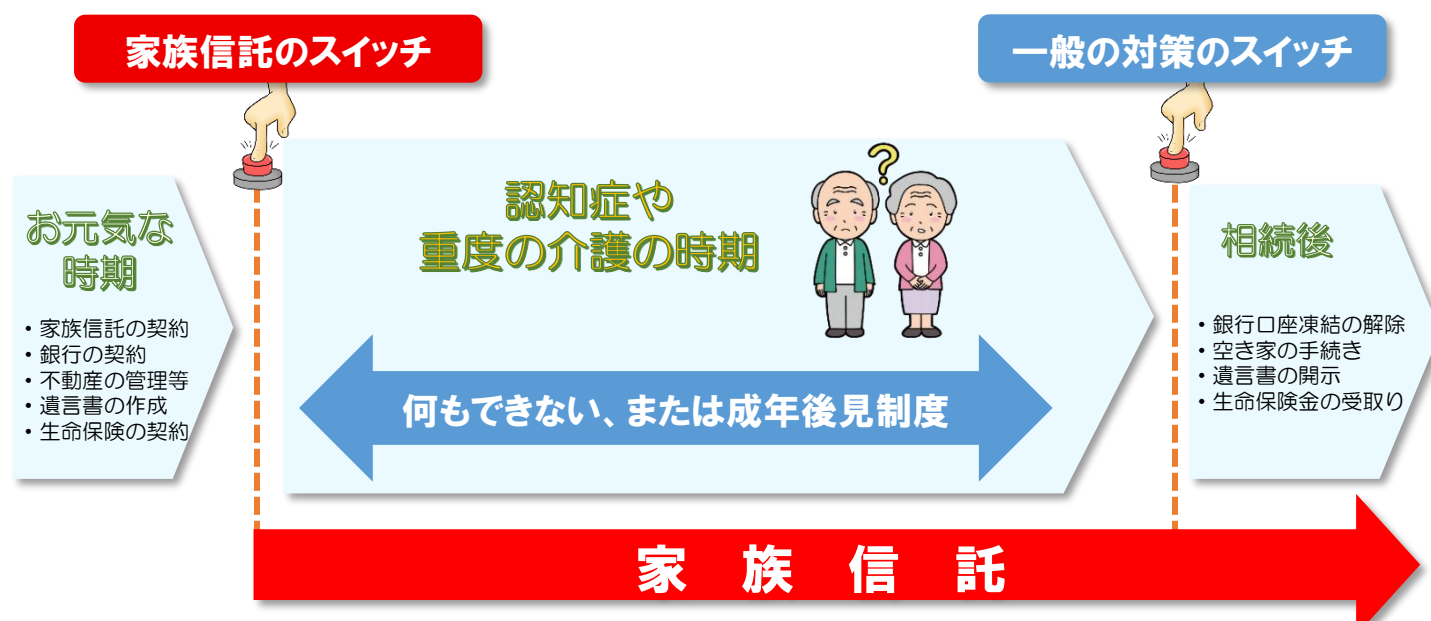 家族信託のスイッチ
一般の対策のスイッチ
お元気な
時期
・家族信託の契約
・銀行の契約
・不動産の管理等
・遺言書の作成
・生命保険の契約
認知症や
重度の介護の時期
?
何もできない、または成年後見制度
相続後
・銀行口座凍結の解除
・空き家の手続き
・遺言書の開示
・生命保険金の受取り
家族信託